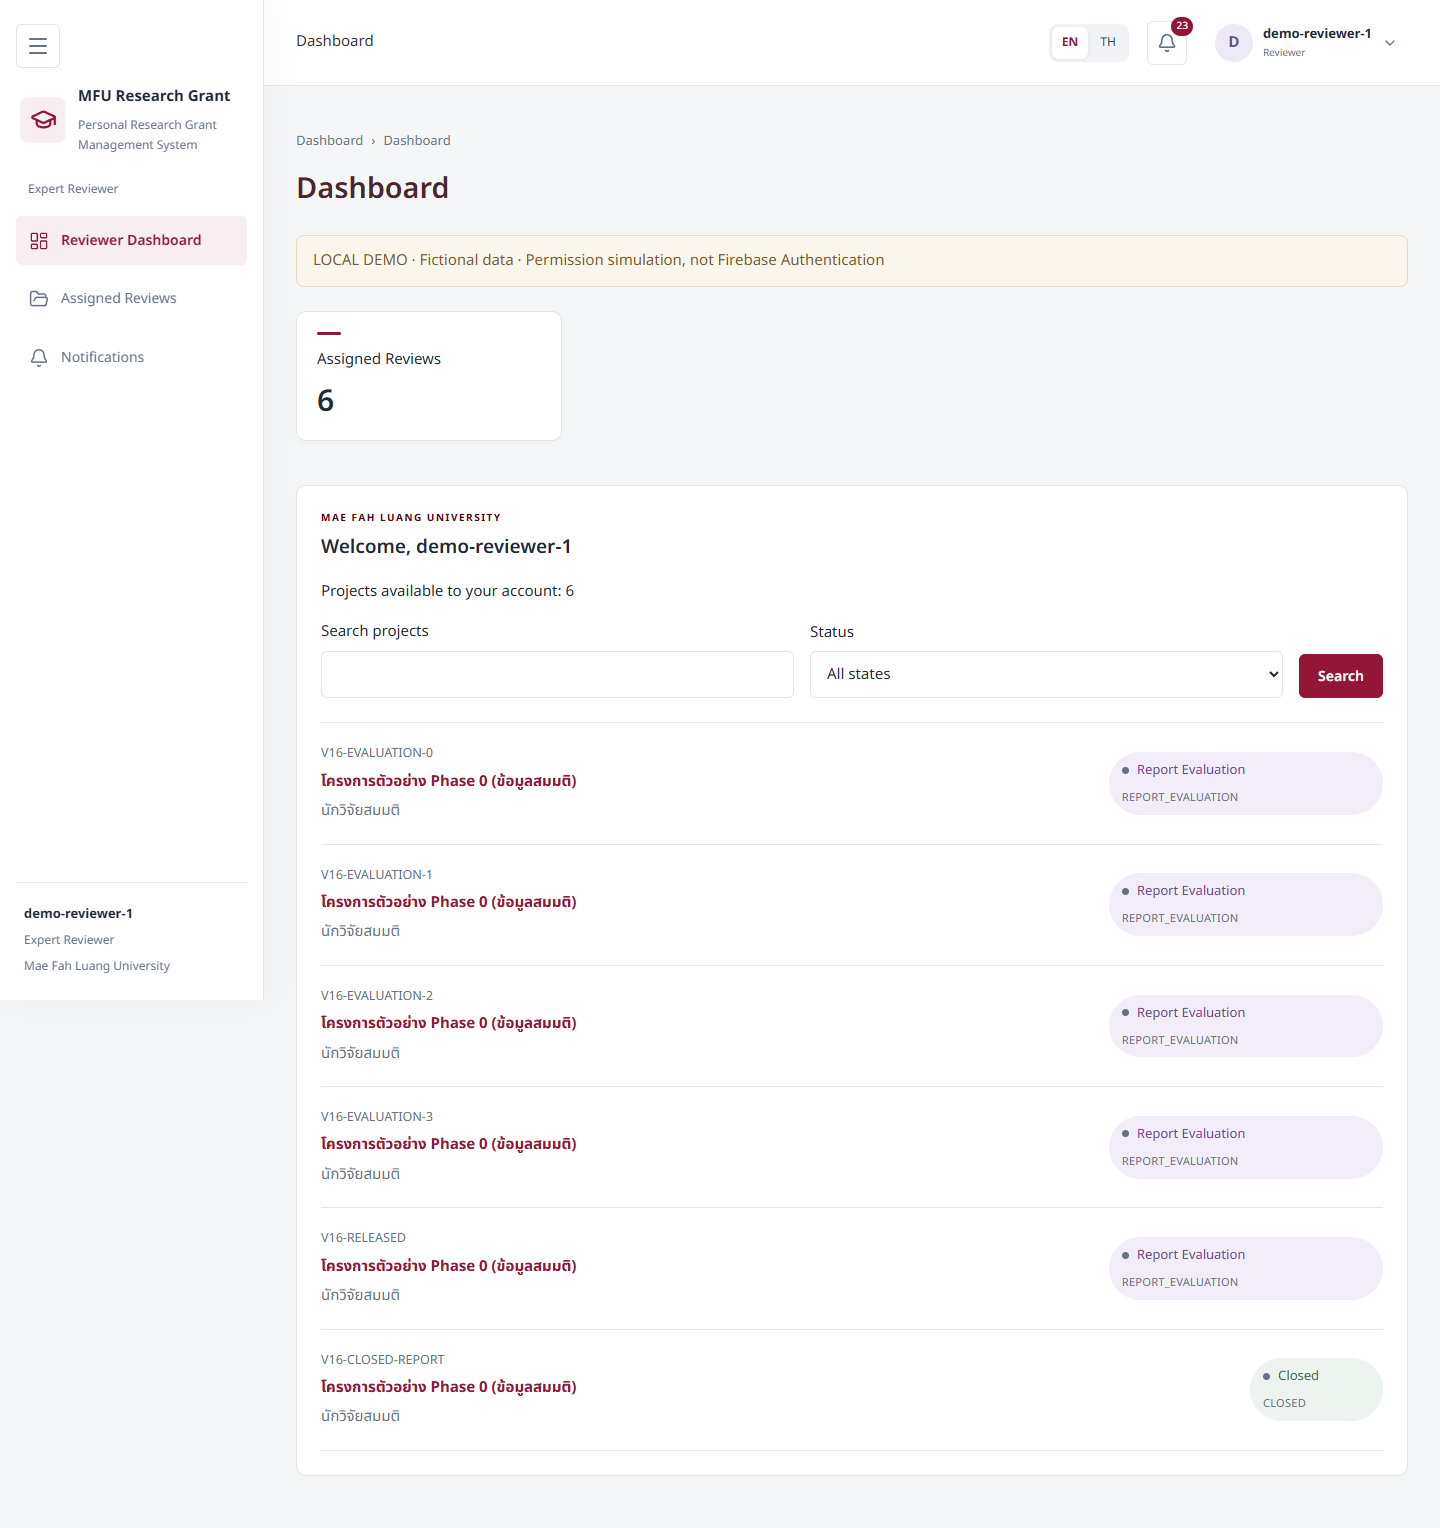 MFU Research Grant
Personal Research Grant
Management System
Expert Reviewer
Reviewer Dashboard
Assigned Reviews
Notifications
demo-reviewer-1
Expert Reviewer
Mae Fah Luang University
Dashboard
EN TH
23
D
demo-reviewer-1
Reviewer
Dashboard › Dashboard
Dashboard
LOCAL DEMO · Fictional data · Permission simulation, not Firebase Authentication
Assigned Reviews
6
MAE FAH LUANG UNIVERSITY
Welcome, demo-reviewer-1
Projects available to your account: 6
Search projects
Status
All states
Search
V16-EVALUATION-0
โครงการตัวอย่าง Phase 0 (ข้อมูลสมมติ)
นักวิจัยสมมติ
Report Evaluation
REPORT_EVALUATION
V16-EVALUATION-1
โครงการตัวอย่าง Phase 0 (ข้อมูลสมมติ)
นักวิจัยสมมติ
Report Evaluation
REPORT_EVALUATION
V16-EVALUATION-2
โครงการตัวอย่าง Phase 0 (ข้อมูลสมมติ)
นักวิจัยสมมติ
Report Evaluation
REPORT_EVALUATION
V16-EVALUATION-3
โครงการตัวอย่าง Phase 0 (ข้อมูลสมมติ)
นักวิจัยสมมติ
Report Evaluation
REPORT_EVALUATION
V16-RELEASED
โครงการตัวอย่าง Phase 0 (ข้อมูลสมมติ)
นักวิจัยสมมติ
Report Evaluation
REPORT_EVALUATION
V16-CLOSED-REPORT
โครงการตัวอย่าง Phase 0 (ข้อมูลสมมติ)
นักวิจัยสมมติ
Closed
CLOSED